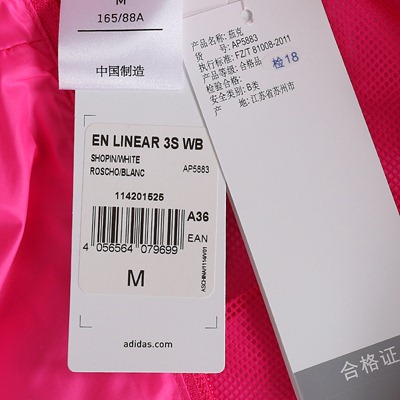 M
165/88A
中国制造
产品名称: 茄克
货 号: AP5883
执行标准: FZ/T 81008-2011
产品等级: 合格品
检验合格:
检18
安全类别: B类
产 地: 江苏省苏州市
EN LINEAR 3S WB
SHOPIN/WHITE
ROSCHO/BLANC AP5883
114201525
A36
EAN
4 056564 079699
M
ASCHINA/1114/V01
adidas.com
合格证